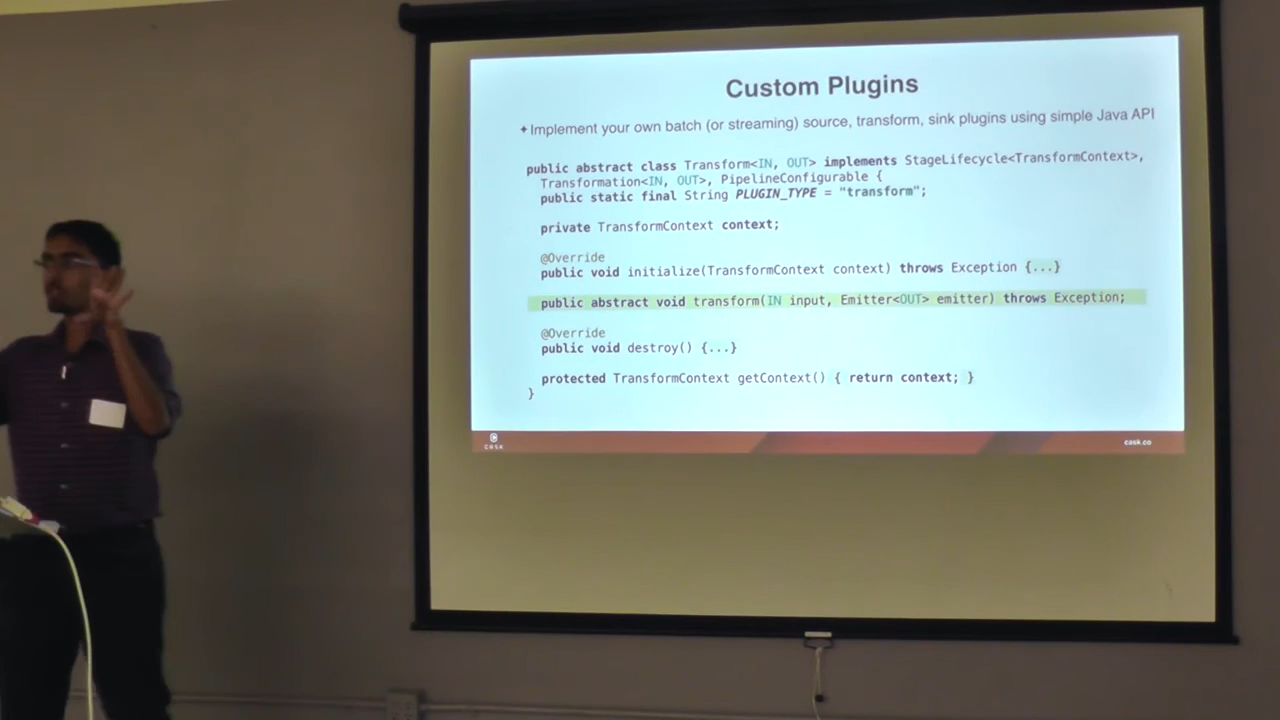 Custom Plugins
✦ Implement your own batch (or streaming) source, transform, sink plugins using simple Java API
public abstract class Transform<IN, OUT> implements StageLifecycle<TransformContext>,
Transformation<IN, OUT>, PipelineConfigurable {
public static final String PLUGIN_TYPE = "transform";
private TransformContext context;
@Override
public void initialize(TransformContext context) throws Exception {...}
public abstract void transform(IN input, Emitter<OUT> emitter) throws Exception;
@Override
public void destroy() {...}
protected TransformContext getContext() { return context; }
}
CASK
cask.co